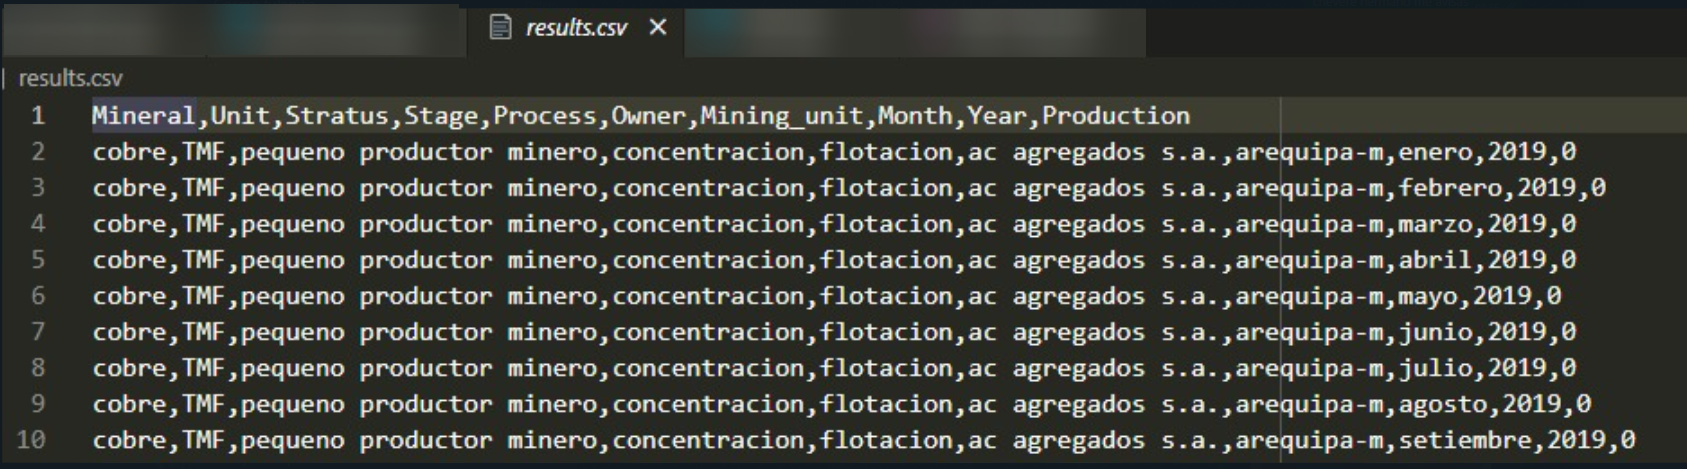 results.csv
results.csv
1 Mineral,Unit,Stratus,Stage,Process,Owner,Mining_unit,Month,Year,Production
2 cobre,TMF,pequeno productor minero,concentracion,flotacion,ac agregados s.a.,arequipa-m,enero,2019,0
3 cobre,TMF,pequeno productor minero,concentracion,flotacion,ac agregados s.a.,arequipa-m,febrero,2019,0
4 cobre,TMF,pequeno productor minero,concentracion,flotacion,ac agregados s.a.,arequipa-m,marzo,2019,0
5 cobre,TMF,pequeno productor minero,concentracion,flotacion,ac agregados s.a.,arequipa-m,abril,2019,0
6 cobre,TMF,pequeno productor minero,concentracion,flotacion,ac agregados s.a.,arequipa-m,mayo,2019,0
7 cobre,TMF,pequeno productor minero,concentracion,flotacion,ac agregados s.a.,arequipa-m,junio,2019,0
8 cobre,TMF,pequeno productor minero,concentracion,flotacion,ac agregados s.a.,arequipa-m,julio,2019,0
9 cobre,TMF,pequeno productor minero,concentracion,flotacion,ac agregados s.a.,arequipa-m,agosto,2019,0
10 cobre,TMF,pequeno productor minero,concentracion,flotacion,ac agregados s.a.,arequipa-m,setiembre,2019,0